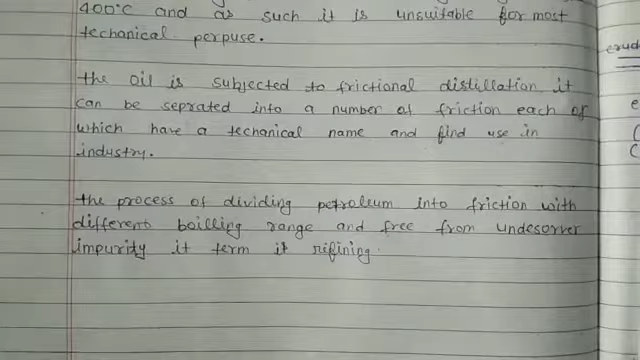 400°c and as such it is unsuitable for most
techanical perpuse.
the oil is subjected to frictional distillation it
can be seprated into a number of friction each of
which have a techanical name and find use in
industry.
the process of dividing petroleum into friction with
different boilling range and free from undesorver
impurity it term it rifining.
crud